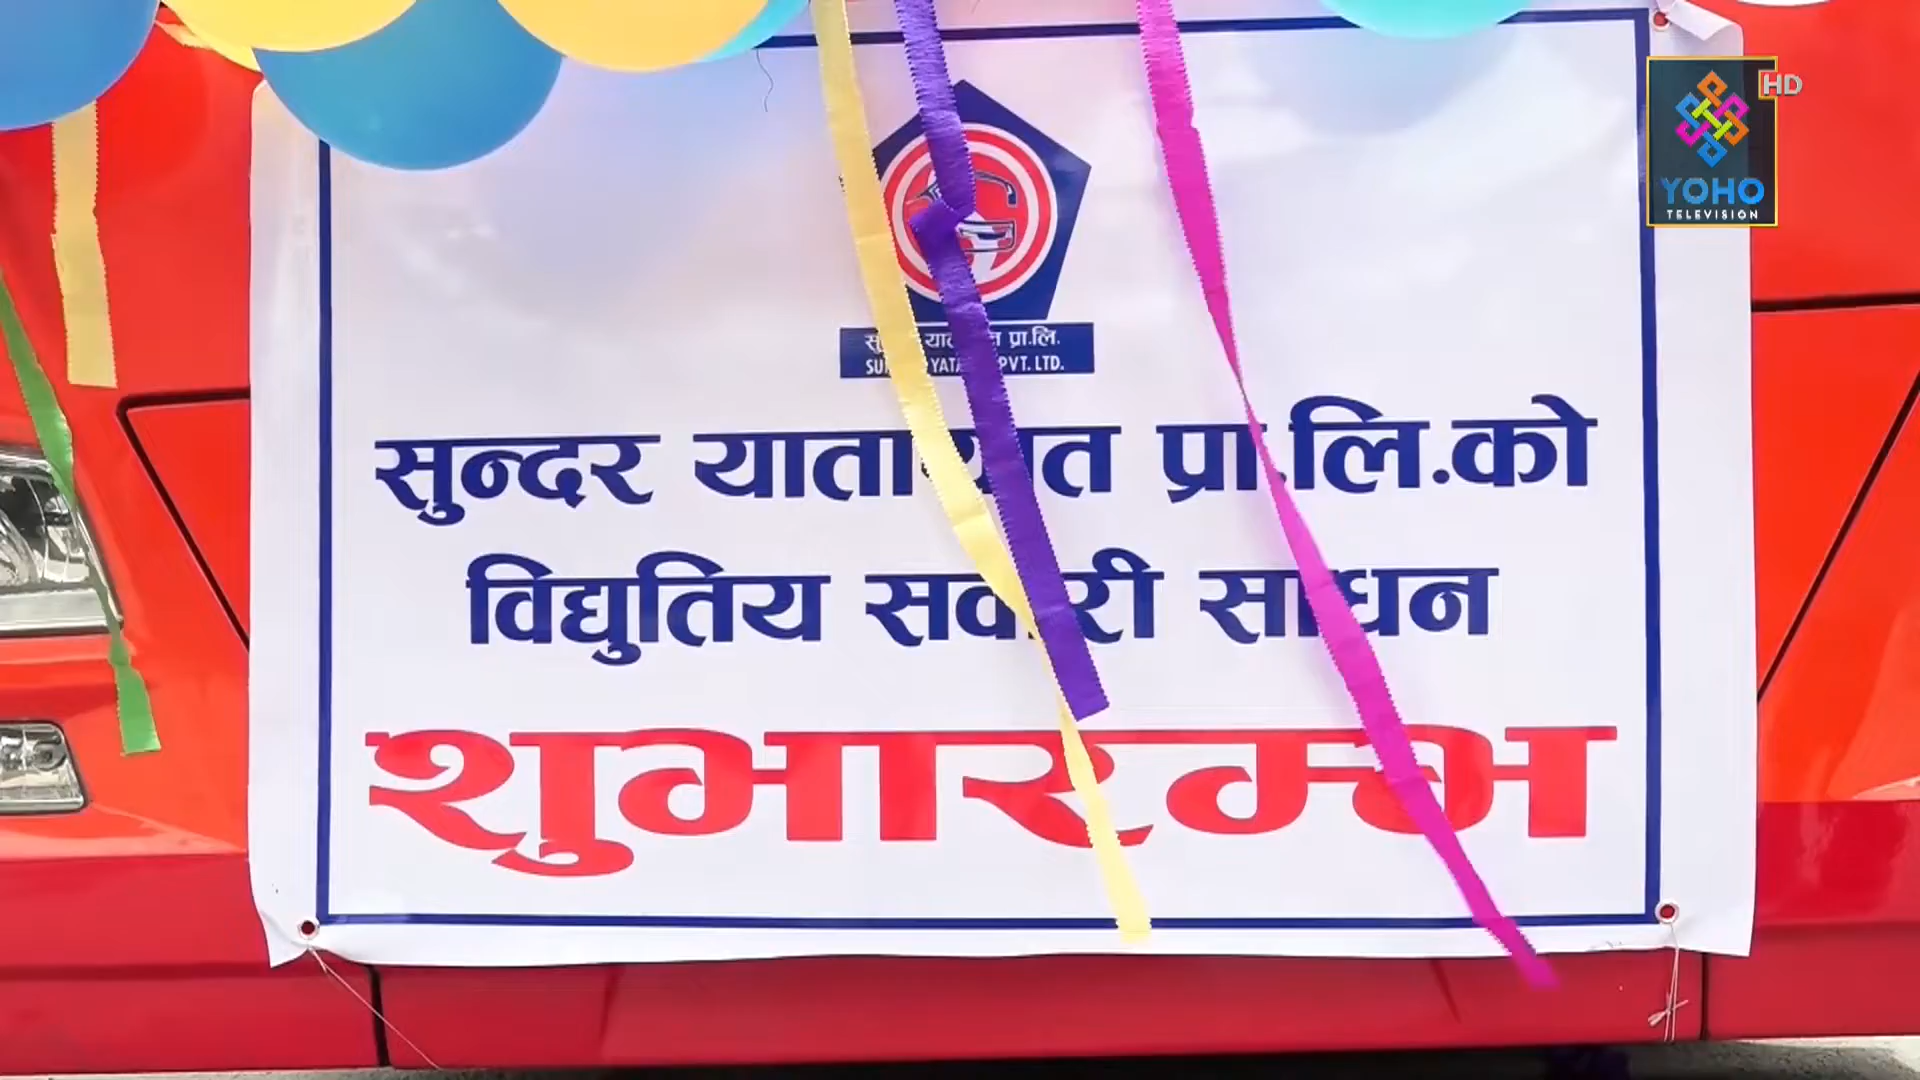 HD
YOHO
TELEVISION
प्रा.लि.
PVT. LTD.
सुन्दर यातायात प्रा.लि.को
विद्युतिय सवारी साधन
शुभारम्भ